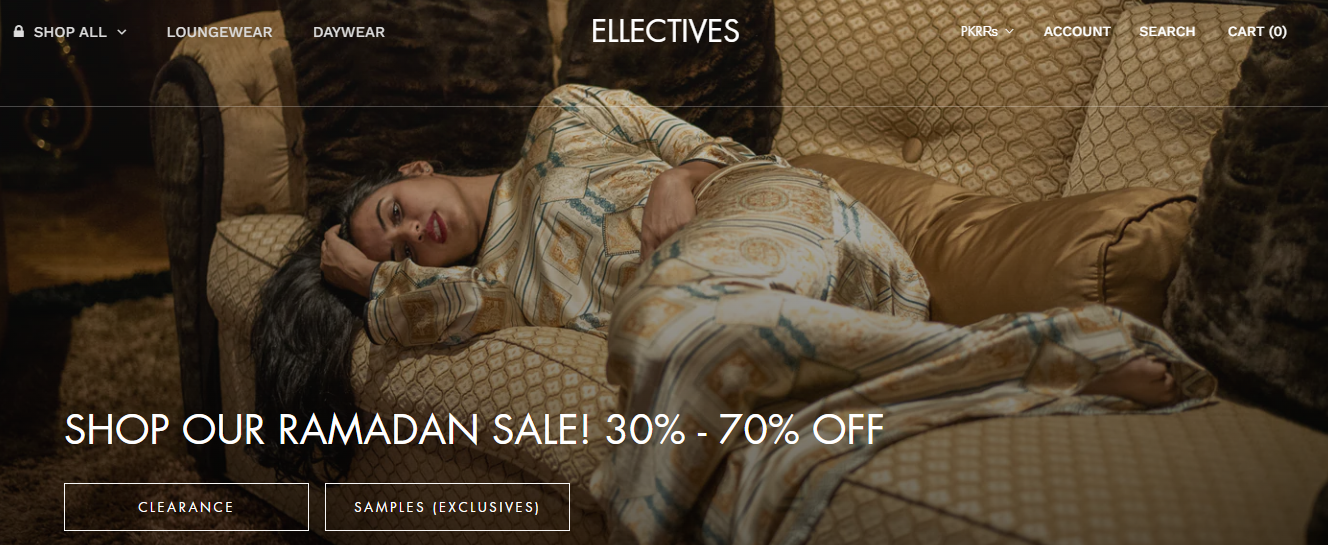 SHOP ALL LOUNGEWEAR DAYWEAR ELLECTIVES PKR₨ ACCOUNT SEARCH CART (0)
SHOP OUR RAMADAN SALE! 30% - 70% OFF
CLEARANCE SAMPLES (EXCLUSIVES)